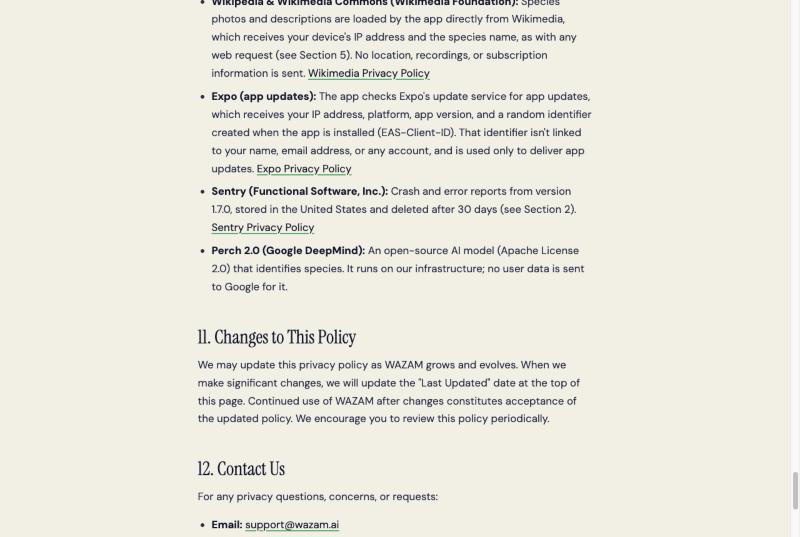 Wikipedia & Wikimedia Commons (Wikimedia Foundation): Species
photos and descriptions are loaded by the app directly from Wikimedia,
which receives your device's IP address and the species name, as with any
web request (see Section 5). No location, recordings, or subscription
information is sent. Wikimedia Privacy Policy
Expo (app updates): The app checks Expo's update service for app updates,
which receives your IP address, platform, app version, and a random identifier
created when the app is installed (EAS-Client-ID). That identifier isn't linked
to your name, email address, or any account, and is used only to deliver app
updates. Expo Privacy Policy
Sentry (Functional Software, Inc.): Crash and error reports from version
1.7.0, stored in the United States and deleted after 30 days (see Section 2).
Sentry Privacy Policy
Perch 2.0 (Google DeepMind): An open-source AI model (Apache License
2.0) that identifies species. It runs on our infrastructure; no user data is sent
to Google for it.
11. Changes to This Policy
We may update this privacy policy as WAZAM grows and evolves. When we
make significant changes, we will update the "Last Updated" date at the top of
this page. Continued use of WAZAM after changes constitutes acceptance of
the updated policy. We encourage you to review this policy periodically.
12. Contact Us
For any privacy questions, concerns, or requests:
Email: support@wazam.ai